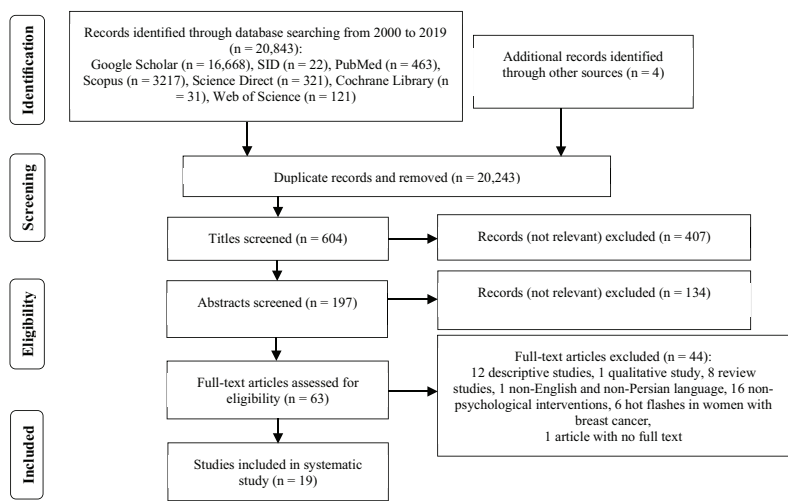 Identification
Records identified through database searching from 2000 to 2019
(n = 20,843):
Google Scholar (n = 16,668), SID (n = 22), PubMed (n = 463),
Scopus (n = 3217), Science Direct (n = 321), Cochrane Library (n
= 31), Web of Science (n = 121)
Additional records identified
through other sources (n = 4)
Screening
Duplicate records and removed (n = 20,243)
Titles screened (n = 604)
Records (not relevant) excluded (n = 407)
Eligibility
Abstracts screened (n = 197)
Records (not relevant) excluded (n = 134)
Full-text articles assessed for
eligibility (n = 63)
Full-text articles excluded (n = 44):
12 descriptive studies, 1 qualitative study, 8 review
studies, 1 non-English and non-Persian language, 16 non-
psychological interventions, 6 hot flashes in women with
breast cancer,
1 article with no full text
Included
Studies included in systematic
study (n = 19)